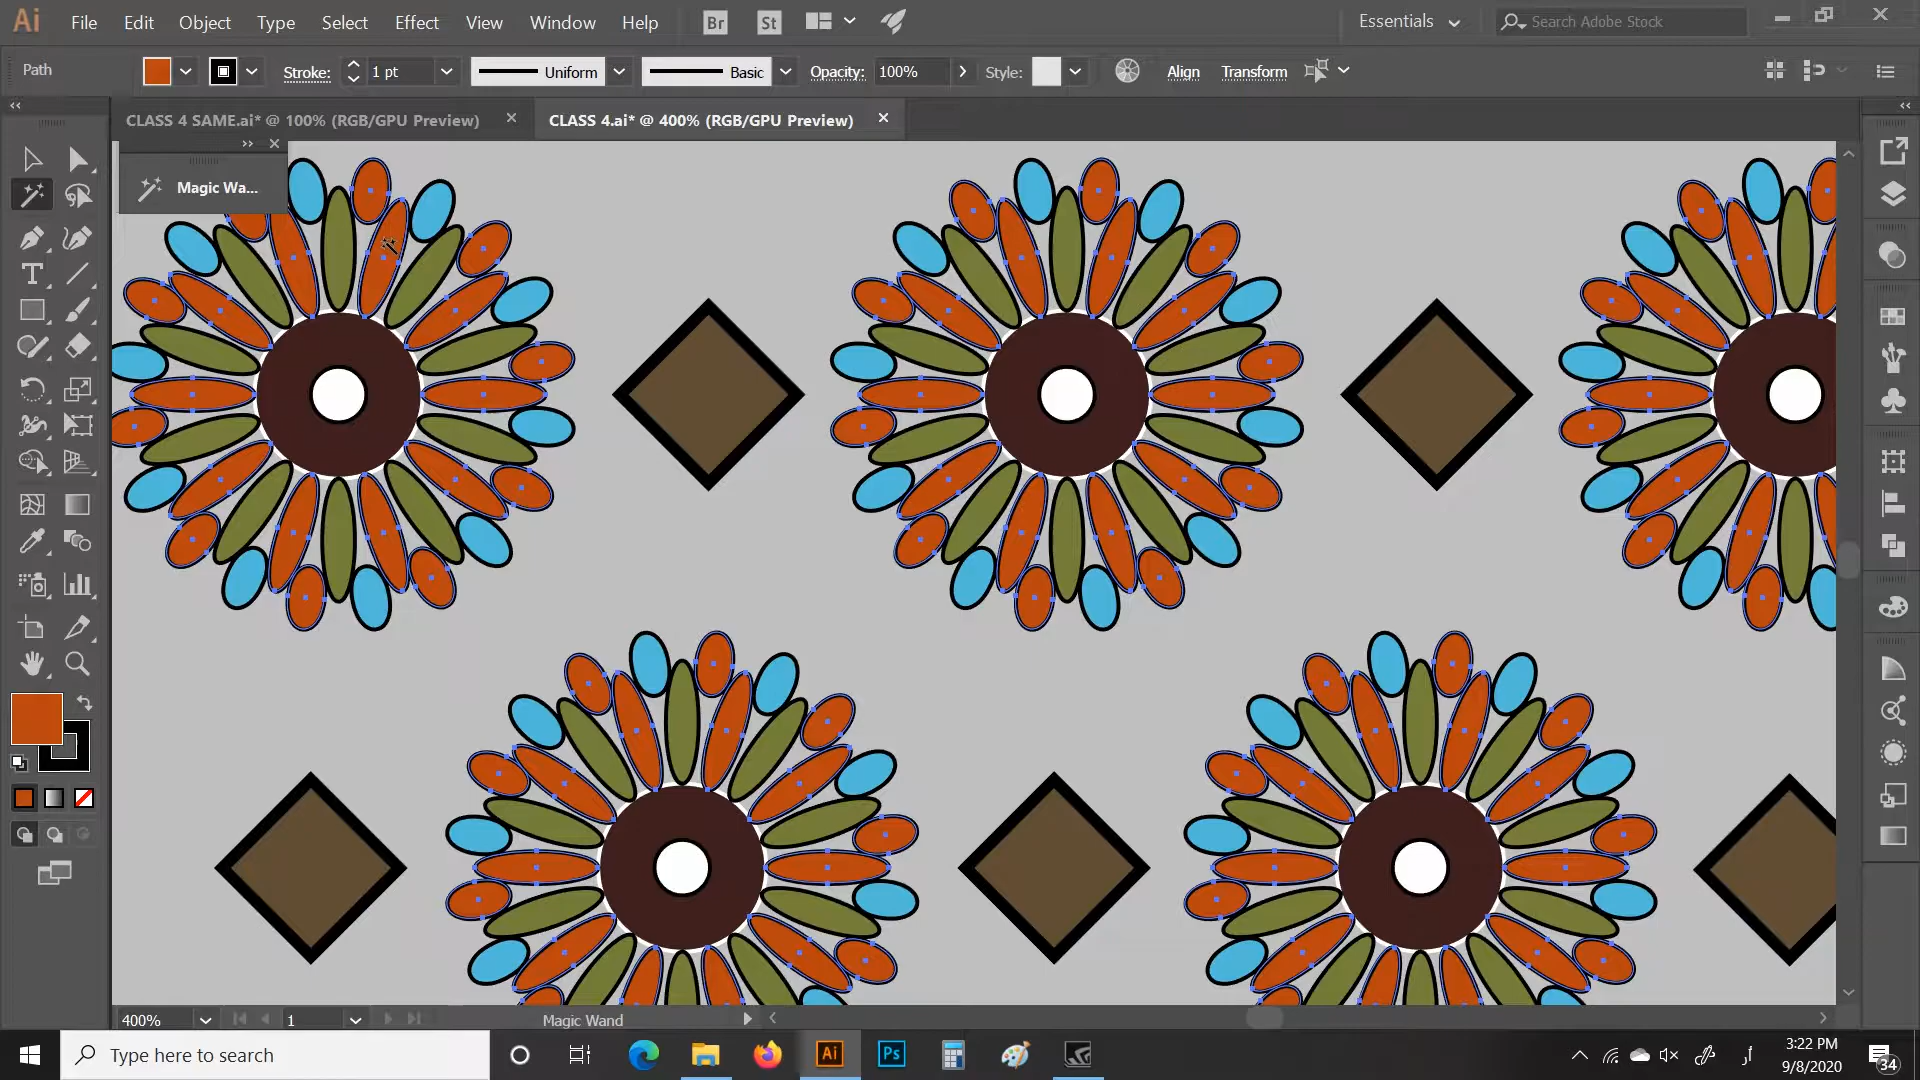 Ai File Edit Object Type Select Effect View Window Help Br St Essentials Search Adobe Stock
Path Stroke: 1 pt Uniform Basic Opacity: 100% Style: Align Transform
CLASS 4 SAME.ai* @ 100% (RGB/GPU Preview) CLASS 4.ai* @ 400% (RGB/GPU Preview)
Magic Wa...
400% 1 Magic Wand
Type here to search Ai Ps 3:22 PM
9/8/2020 34